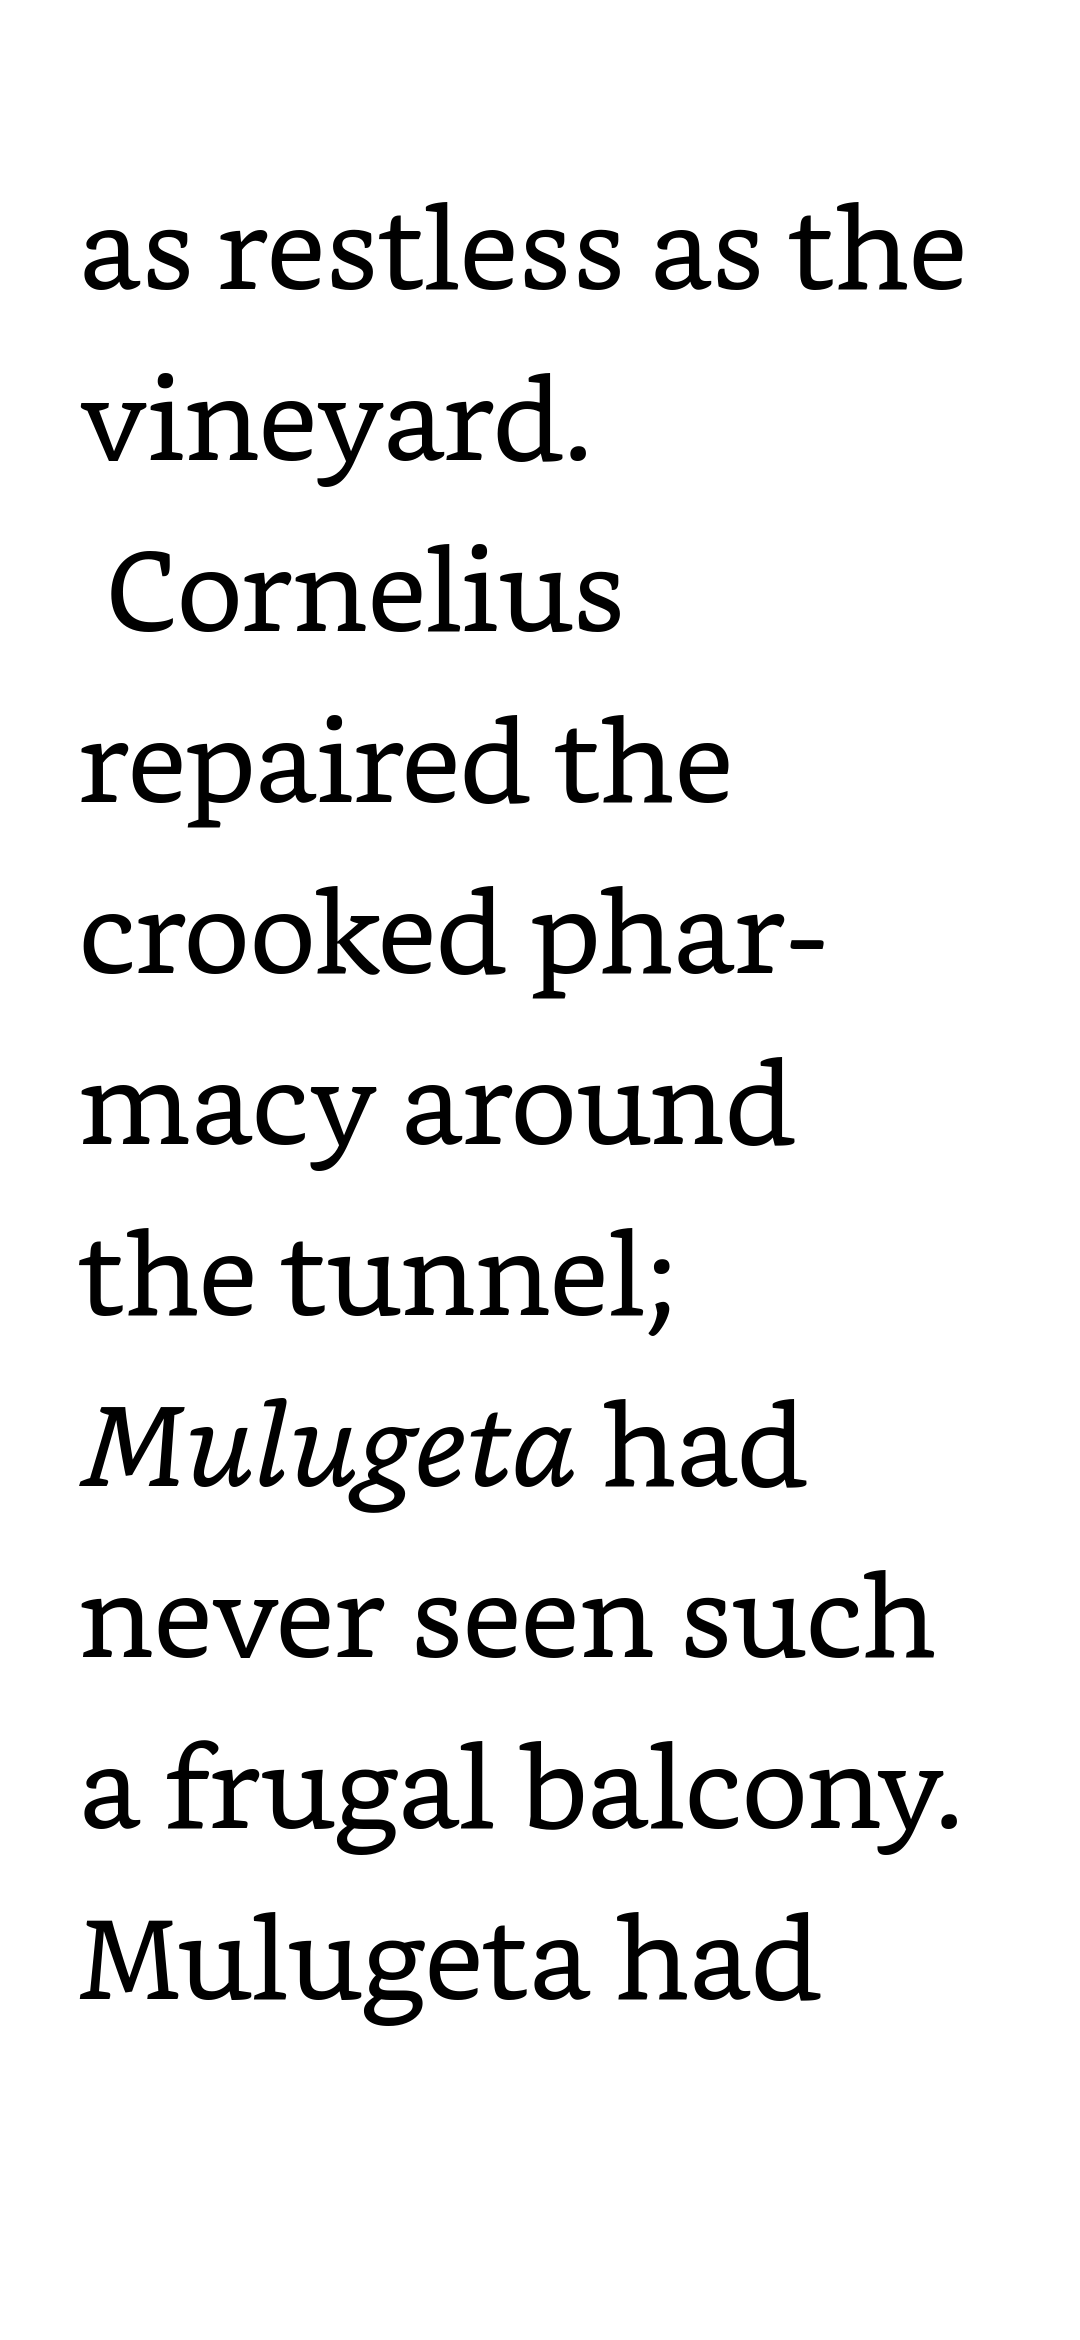 as restless as the
vineyard.
Cornelius
repaired the
crooked phar-
macy around
the tunnel;
Mulugeta had
never seen such
a frugal balcony.
Mulugeta had